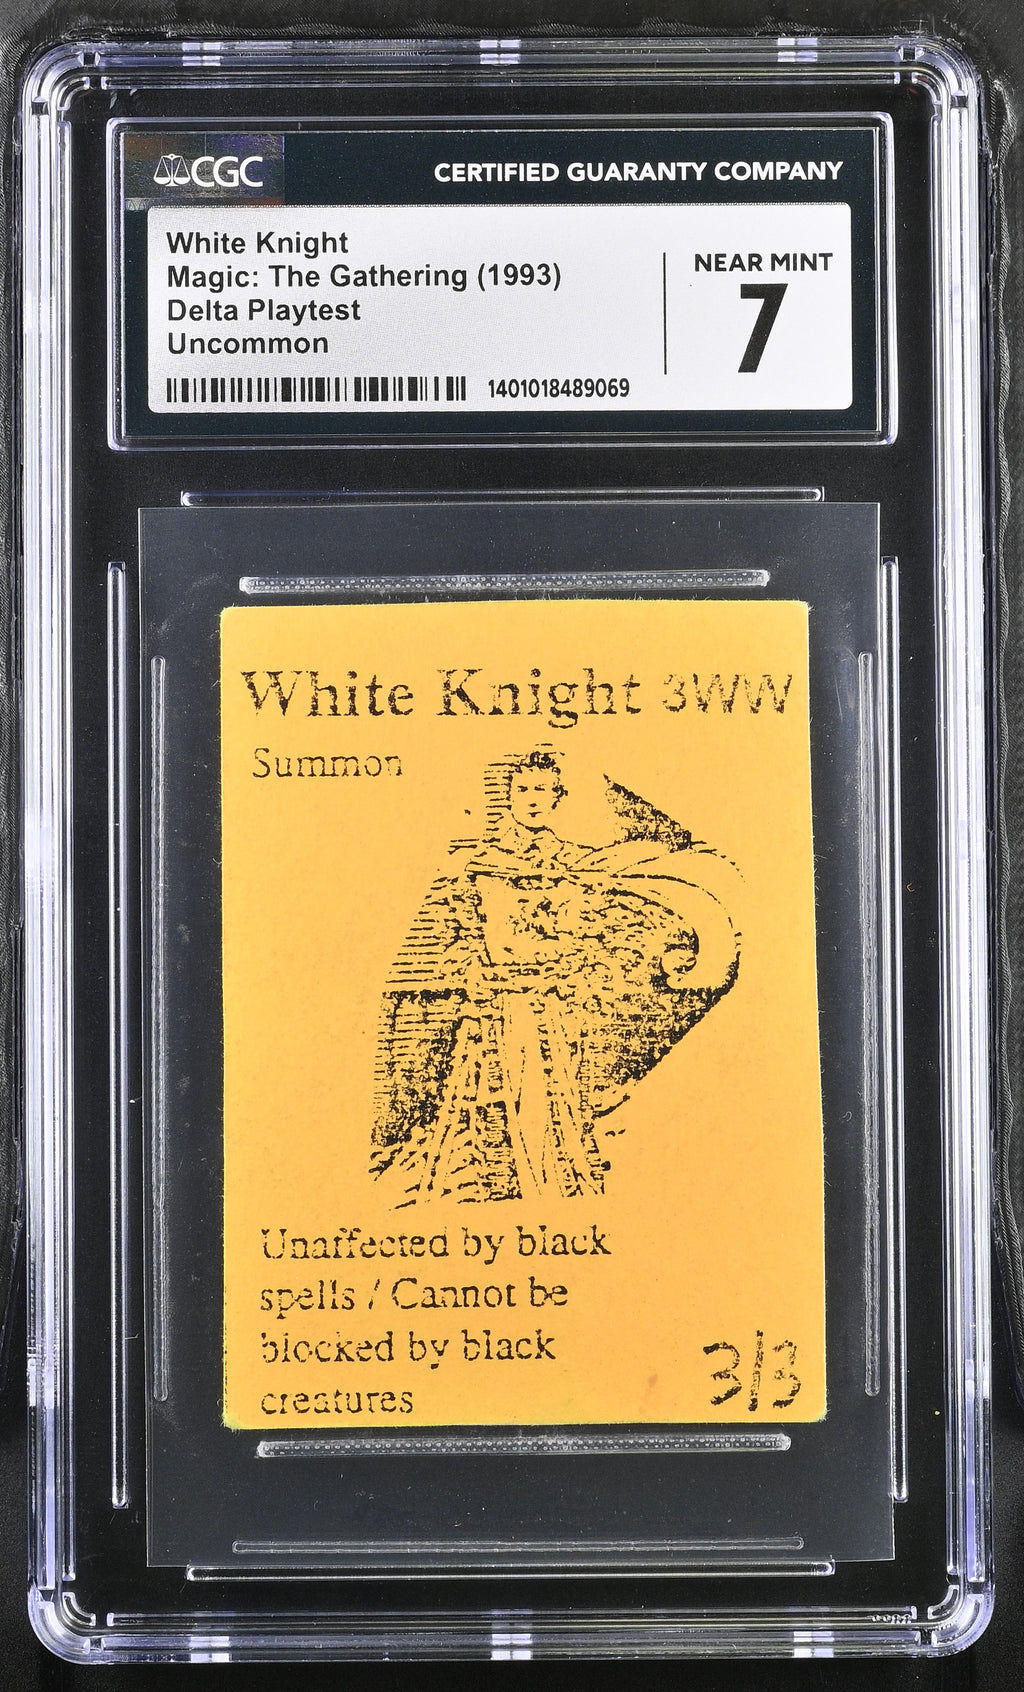 CGC
CERTIFIED GUARANTY COMPANY
White Knight
Magic: The Gathering (1993)
Delta Playtest
Uncommon
NEAR MINT
7
1401018489069
White Knight 3WW
Summon
Unaffected by black
spells / Cannot be
blocked by black
creatures
3/3